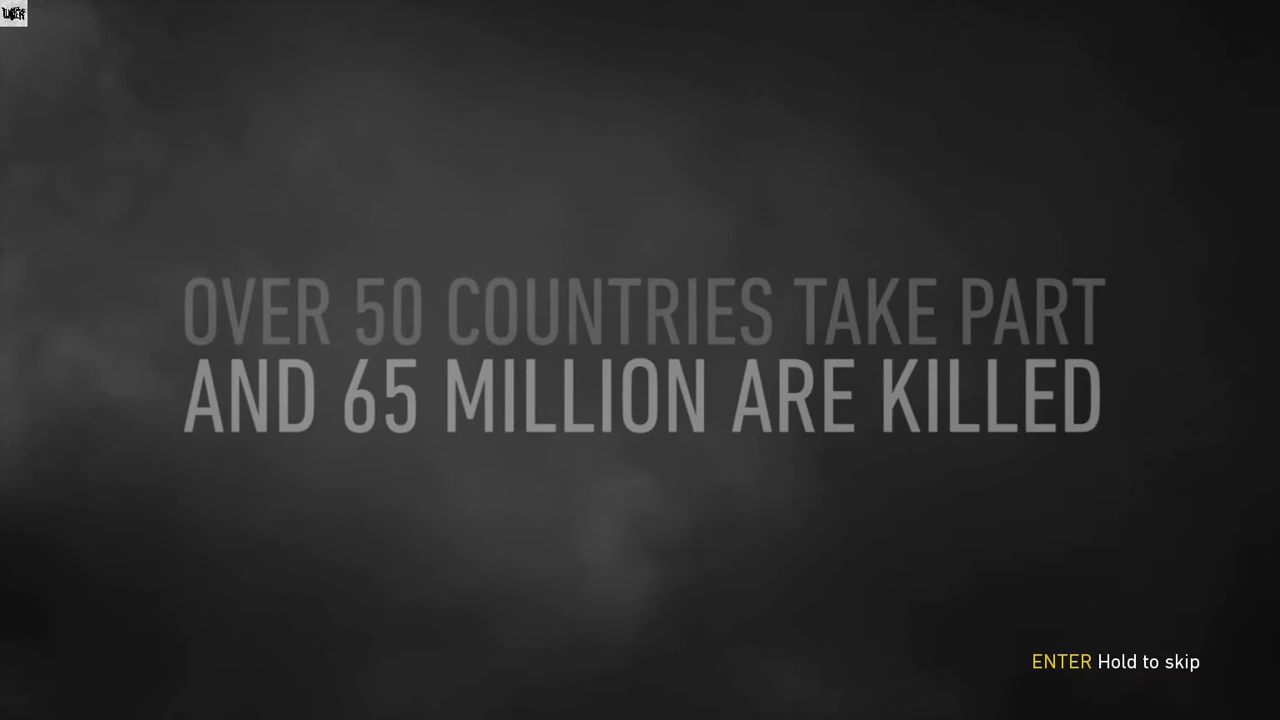 OVER 50 COUNTRIES TAKE PART
AND 65 MILLION ARE KILLED
ENTER Hold to skip